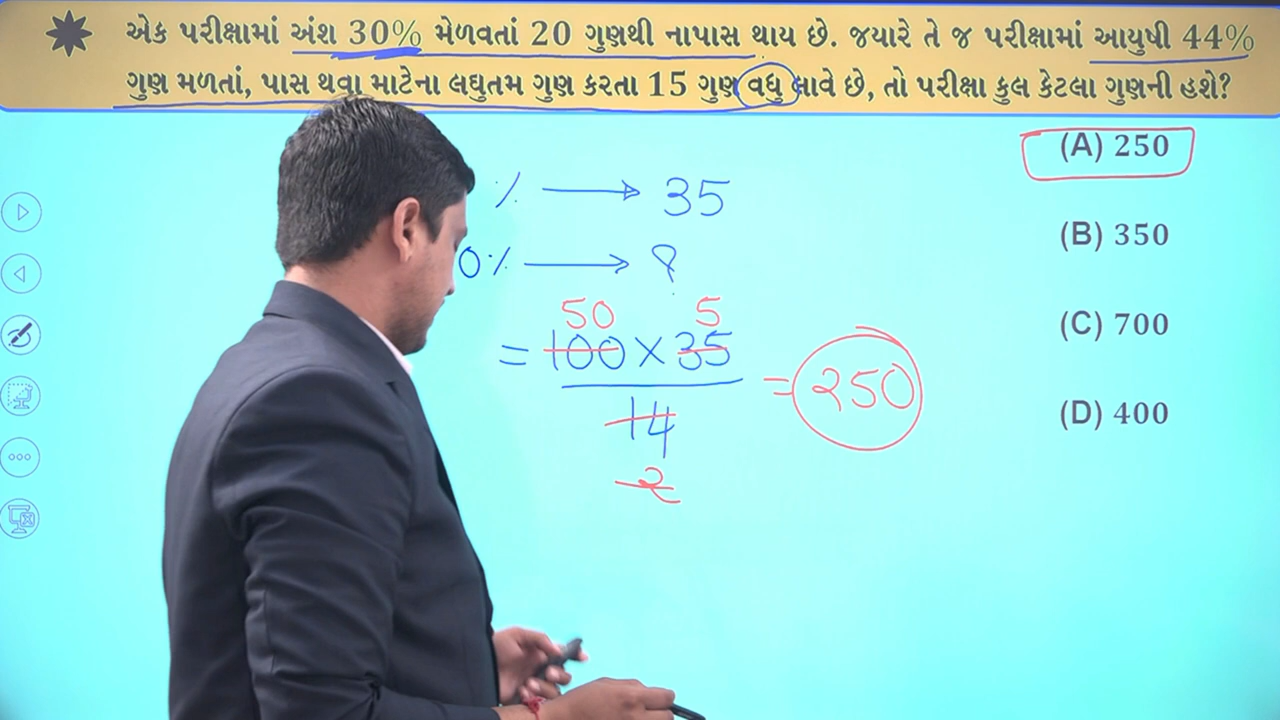 એક પરીક્ષામાં અંશ 30% મેળવતાં 20 ગુણથી નાપાસ થાય છે. જયારે તે જ પરીક્ષામાં આયુષી 44%
ગુણ મળતાં, પાસ થવા માટેના લઘુતમ ગુણ કરતા 15 ગુણ વધુ લાવે છે, તો પરીક્ષા કુલ કેટલા ગુણની હશે?
(A) 250
% → 35
(B) 350
0% → ?
50 5
(C) 700
= 100 × 35
= 250
14
(D) 400
2